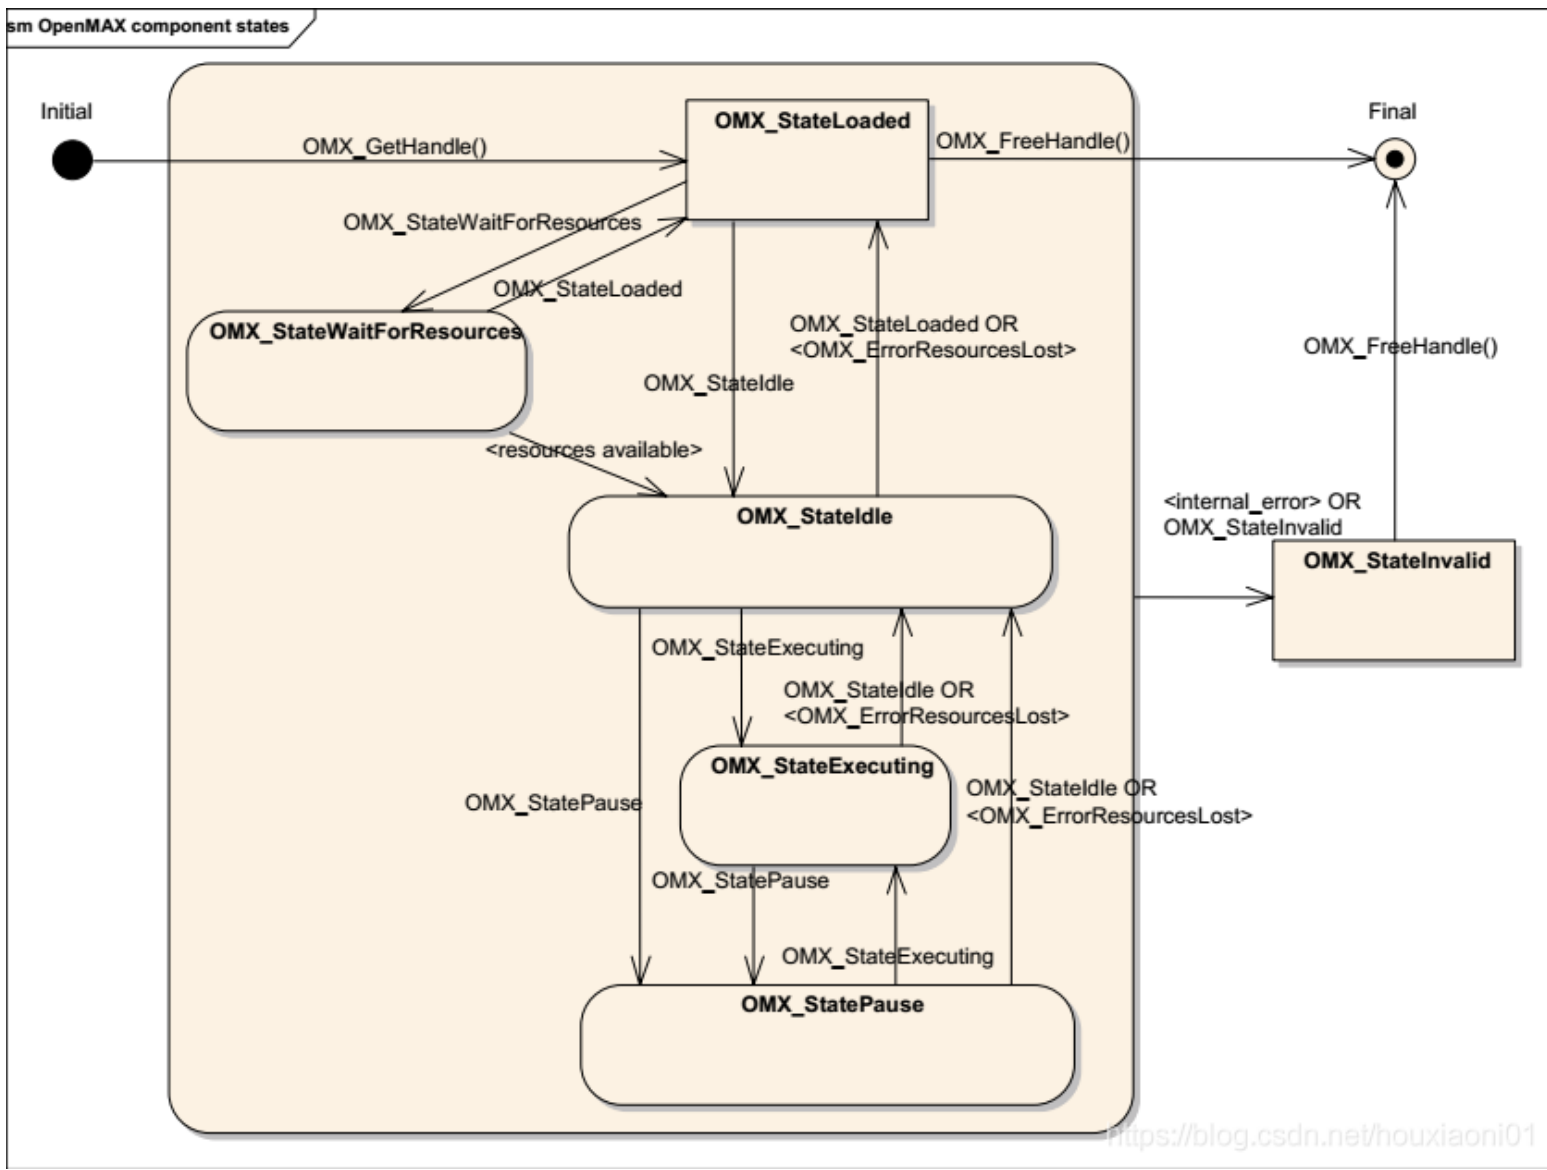 sm OpenMAX component states
Initial
OMX_StateLoaded
Final
OMX_GetHandle()
OMX_FreeHandle()
OMX_StateWaitForResources
OMX_StateLoaded
OMX_StateWaitForResources
OMX_StateLoaded OR
<OMX_ErrorResourcesLost>
OMX_FreeHandle()
OMX_StateIdle
<resources available>
OMX_StateIdle
<internal_error> OR
OMX_StateInvalid
OMX_StateInvalid
OMX_StateExecuting
OMX_StateIdle OR
<OMX_ErrorResourcesLost>
OMX_StateExecuting
OMX_StatePause
OMX_StateIdle OR
<OMX_ErrorResourcesLost>
OMX_StatePause
OMX_StateExecuting
OMX_StatePause
https://blog.csdn.net/houxiaoni01